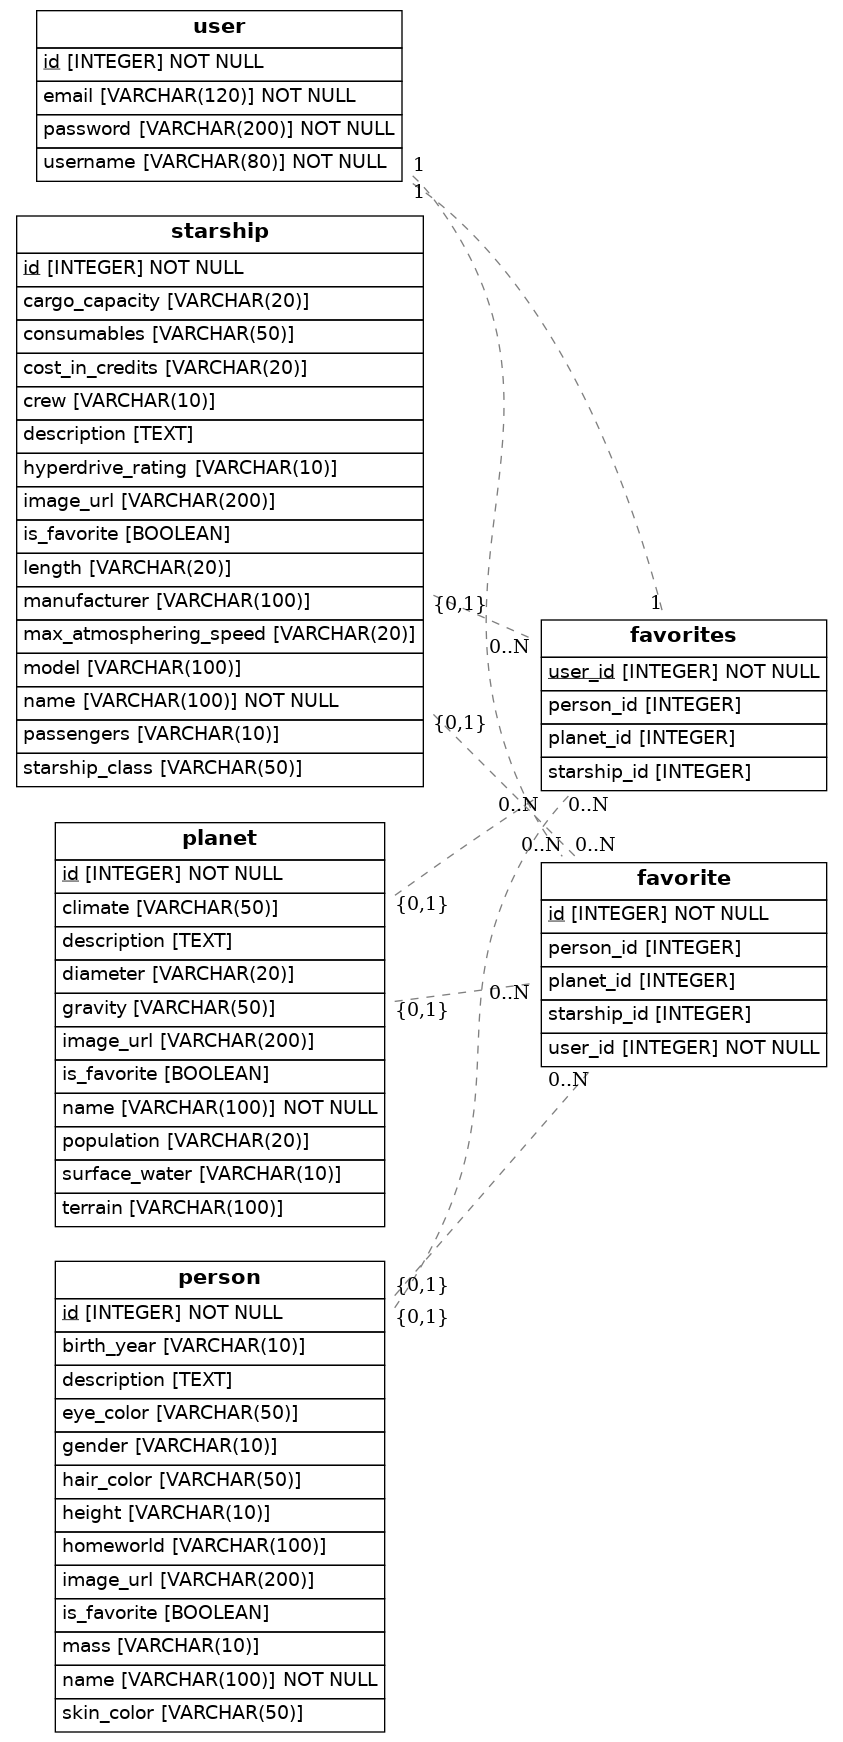 user
id [INTEGER] NOT NULL
email [VARCHAR(120)] NOT NULL
password [VARCHAR(200)] NOT NULL
username [VARCHAR(80)] NOT NULL
1
1
starship
id [INTEGER] NOT NULL
cargo_capacity [VARCHAR(20)]
consumables [VARCHAR(50)]
cost_in_credits [VARCHAR(20)]
crew [VARCHAR(10)]
description [TEXT]
hyperdrive_rating [VARCHAR(10)]
image_url [VARCHAR(200)]
is_favorite [BOOLEAN]
length [VARCHAR(20)]
manufacturer [VARCHAR(100)]
max_atmosphering_speed [VARCHAR(20)]
model [VARCHAR(100)]
name [VARCHAR(100)] NOT NULL
passengers [VARCHAR(10)]
starship_class [VARCHAR(50)]
{0,1}
0..N
{0,1}
1
favorites
user_id [INTEGER] NOT NULL
person_id [INTEGER]
planet_id [INTEGER]
starship_id [INTEGER]
0..N
0..N
0..N
0..N
planet
id [INTEGER] NOT NULL
climate [VARCHAR(50)]
description [TEXT]
diameter [VARCHAR(20)]
gravity [VARCHAR(50)]
image_url [VARCHAR(200)]
is_favorite [BOOLEAN]
name [VARCHAR(100)] NOT NULL
population [VARCHAR(20)]
surface_water [VARCHAR(10)]
terrain [VARCHAR(100)]
{0,1}
0..N
{0,1}
favorite
id [INTEGER] NOT NULL
person_id [INTEGER]
planet_id [INTEGER]
starship_id [INTEGER]
user_id [INTEGER] NOT NULL
0..N
person
id [INTEGER] NOT NULL
birth_year [VARCHAR(10)]
description [TEXT]
eye_color [VARCHAR(50)]
gender [VARCHAR(10)]
hair_color [VARCHAR(50)]
height [VARCHAR(10)]
homeworld [VARCHAR(100)]
image_url [VARCHAR(200)]
is_favorite [BOOLEAN]
mass [VARCHAR(10)]
name [VARCHAR(100)] NOT NULL
skin_color [VARCHAR(50)]
{0,1}
{0,1}